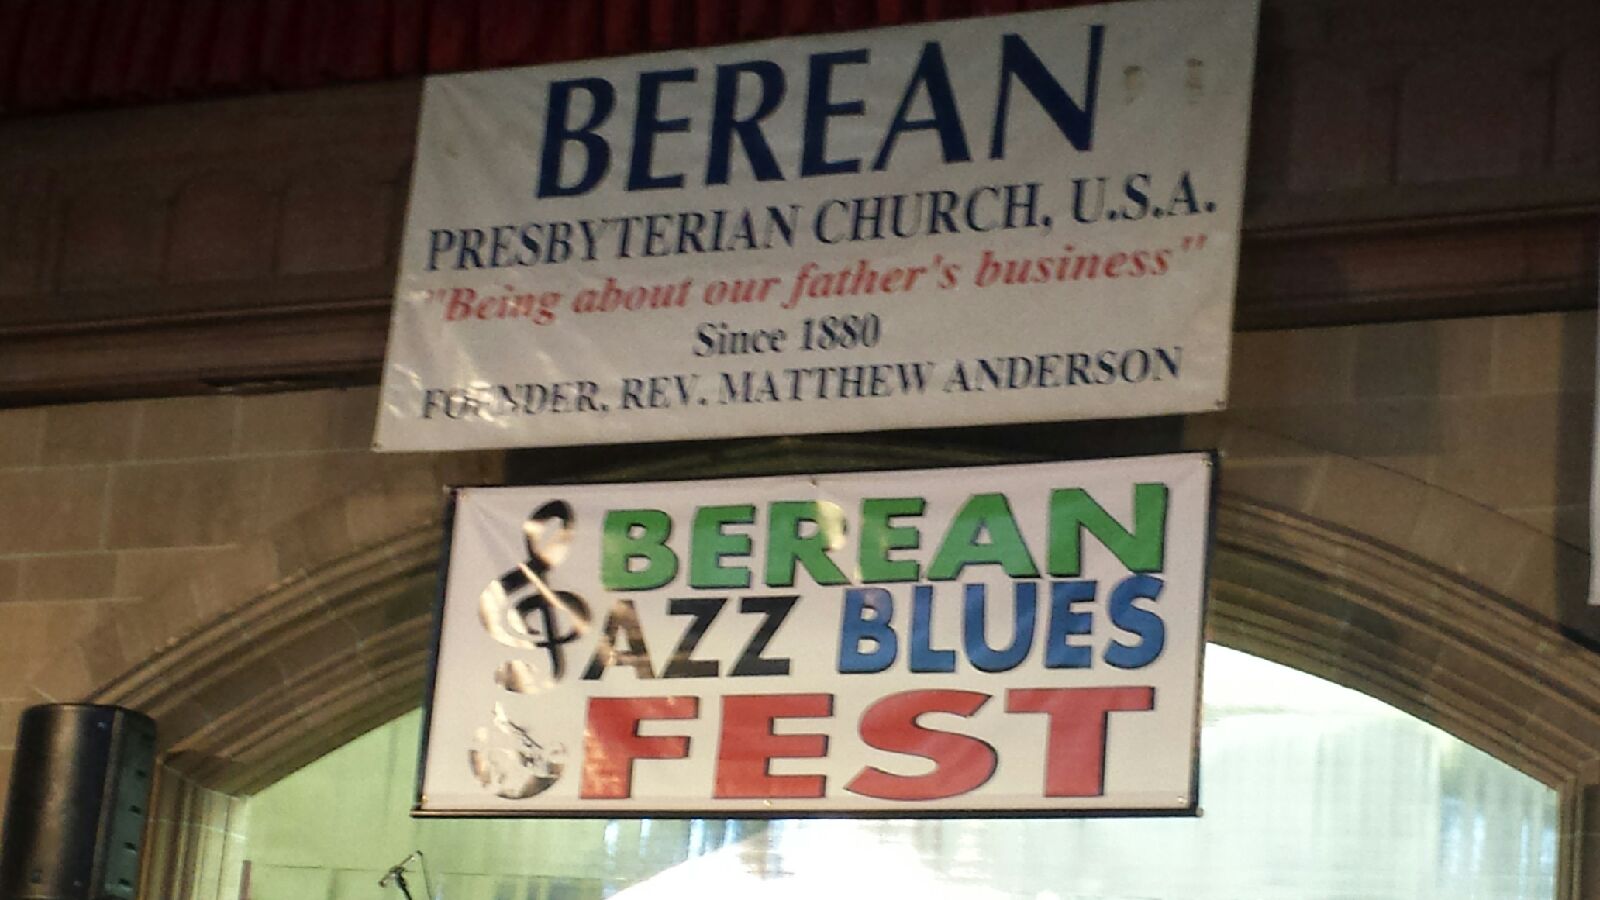 BEREAN
PRESBYTERIAN CHURCH, U.S.A.
"Being about our father's business"
Since 1880
FOUNDER, REV. MATTHEW ANDERSON
BEREAN
JAZZ BLUES
FEST